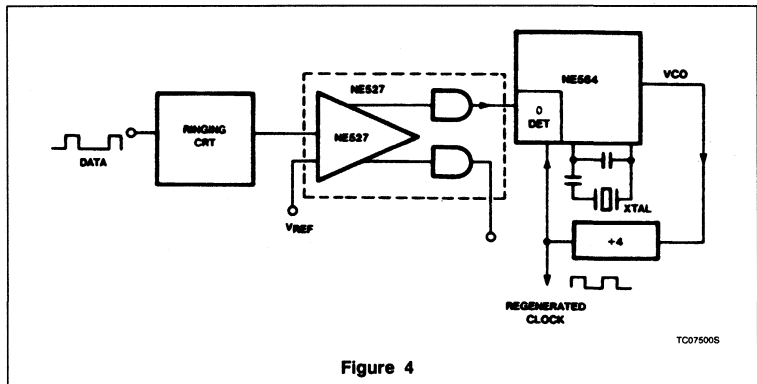 DATA
RINGING
CRT
VREF
NE527
NE527
NE564
0
DET
VCO
XTAL
÷4
REGENERATED
CLOCK
TC07500S
Figure 4